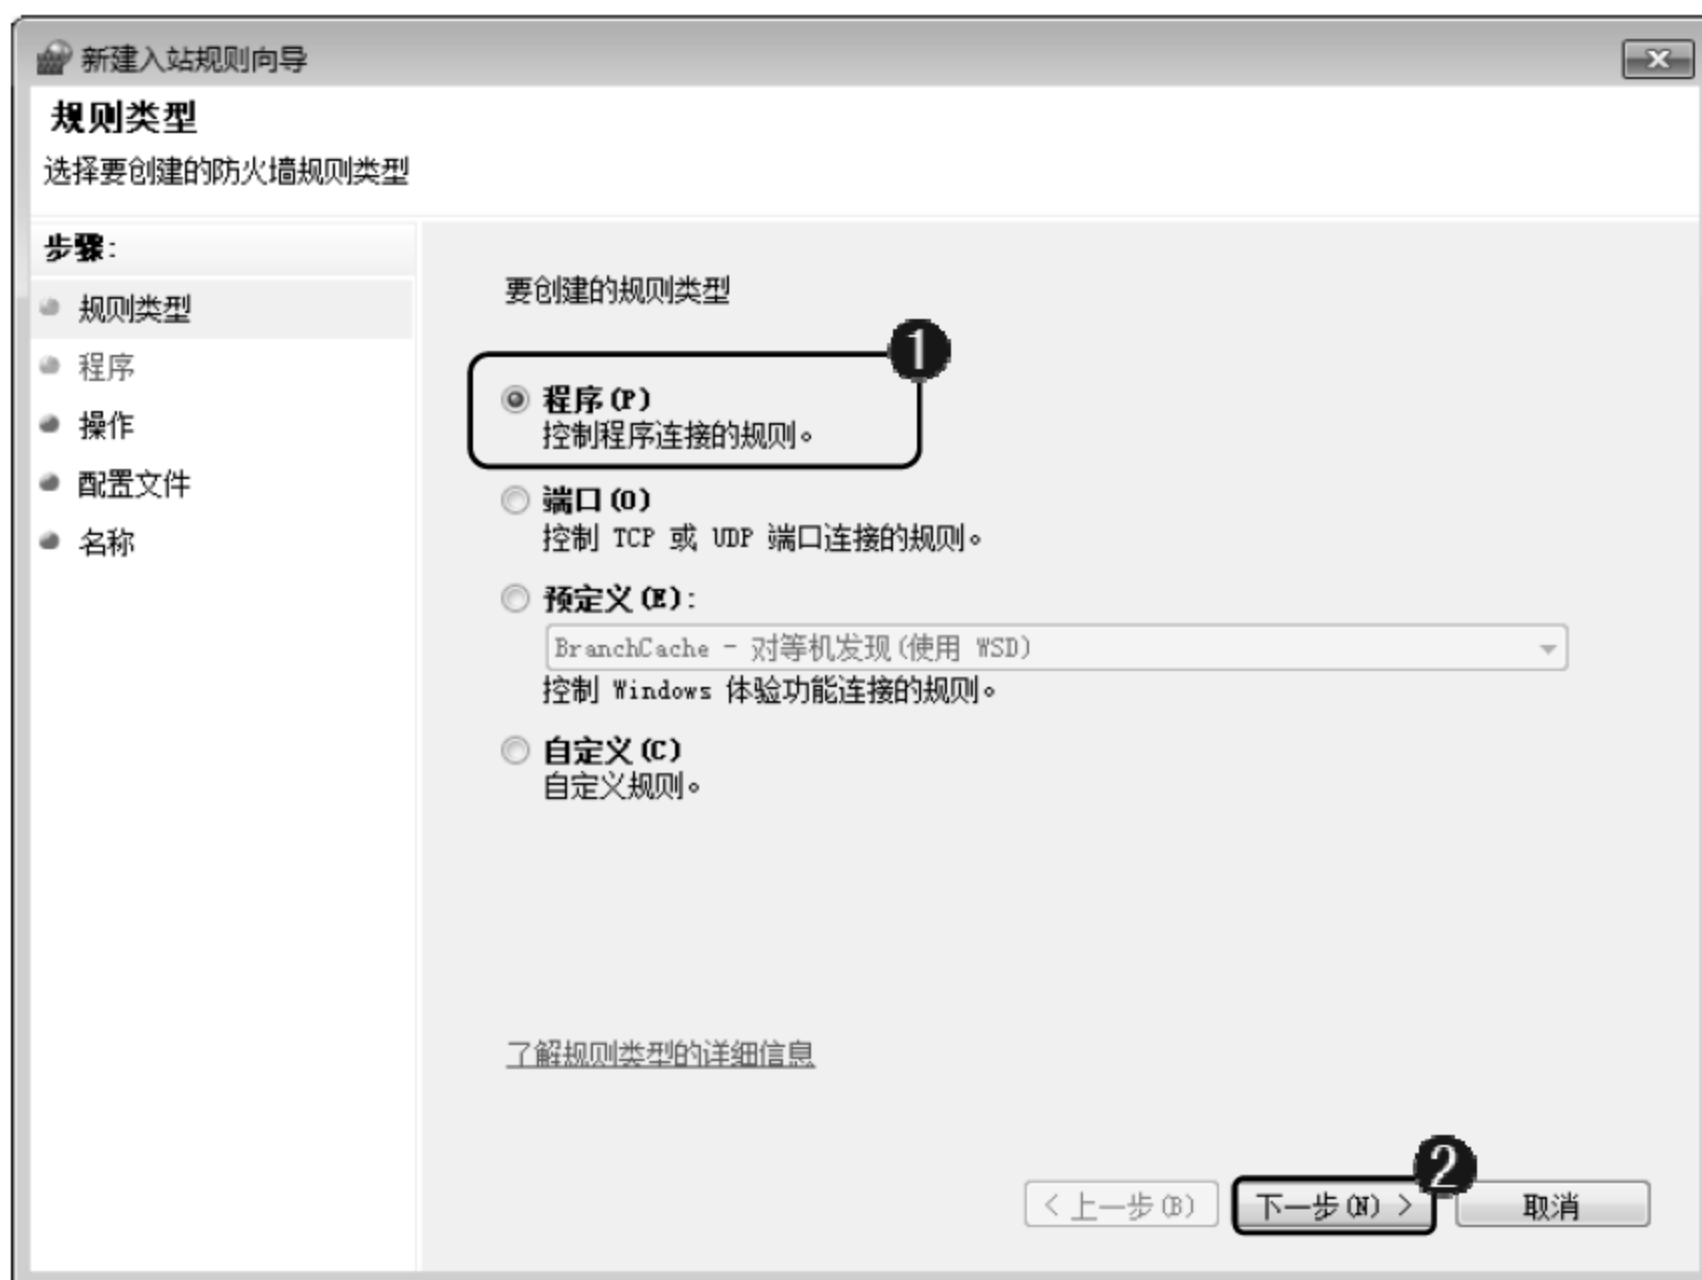 新建入站规则向导
规则类型
选择要创建的防火墙规则类型
步骤:
规则类型
程序
操作
配置文件
名称
要创建的规则类型
1
程序(P)
控制程序连接的规则。
端口(O)
控制 TCP 或 UDP 端口连接的规则。
预定义(E):
BranchCache - 对等机发现(使用 WSD)
控制 Windows 体验功能连接的规则。
自定义(C)
自定义规则。
了解规则类型的详细信息
2
< 上一步(B)
下一步(N) >
取消